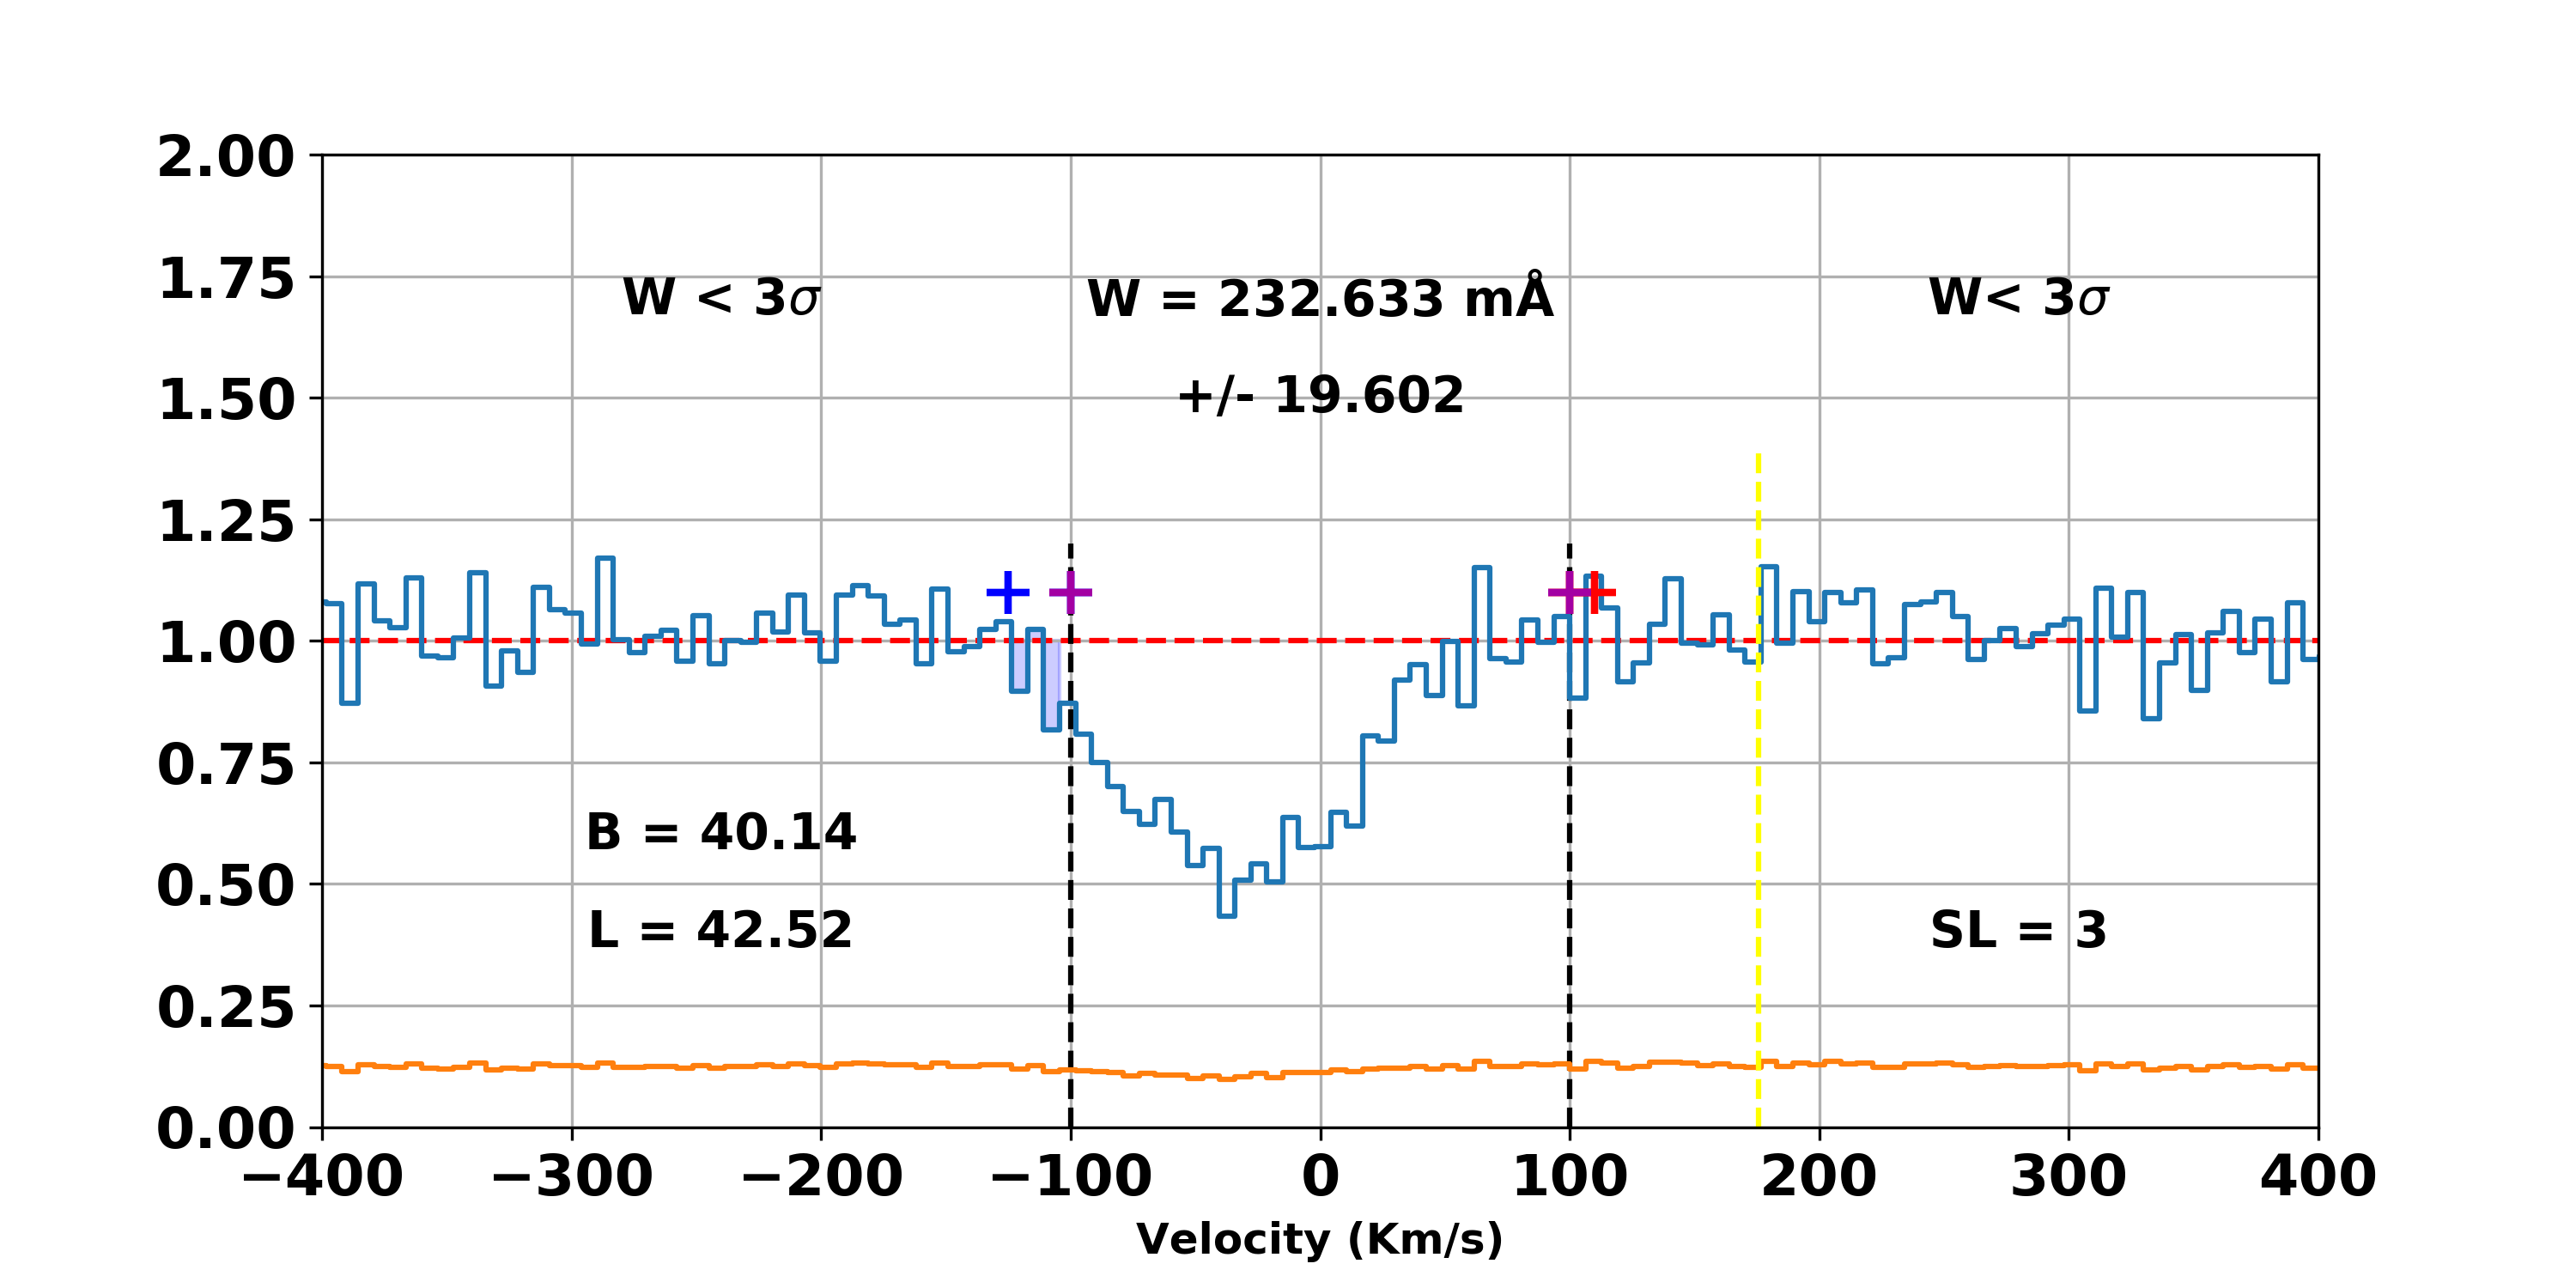 2.00
1.75
W < 3σ
W = 232.633 mÅ
W< 3σ
1.50
+/- 19.602
1.25
1.00
0.75
B = 40.14
0.50
L = 42.52
SL = 3
0.25
0.00
−400 −300 −200 −100 0 100 200 300 400
Velocity (Km/s)